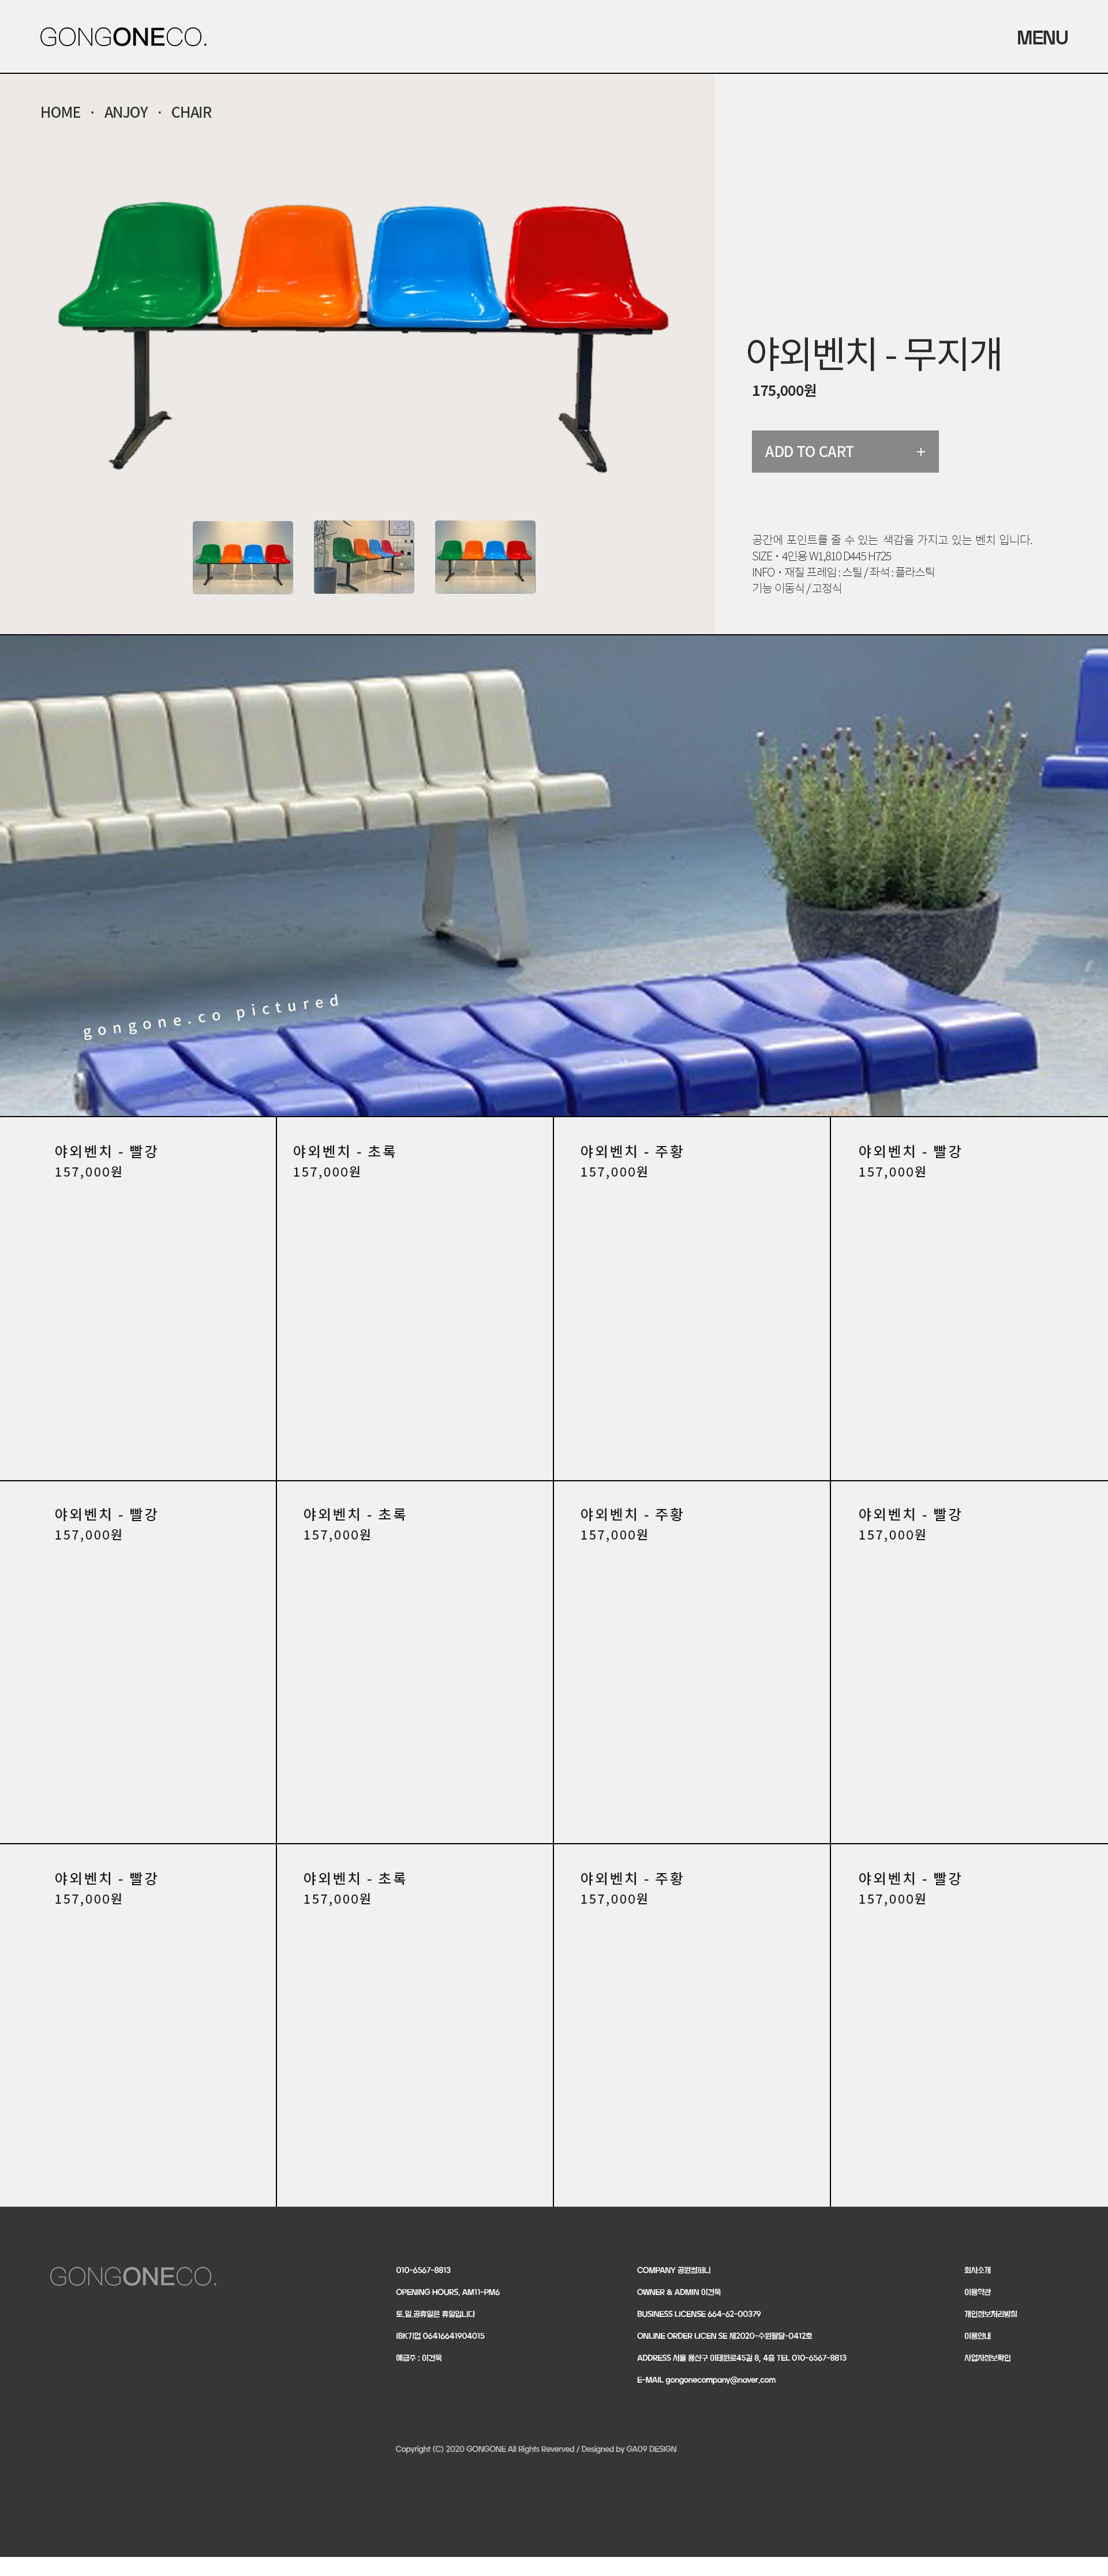 GONGONECO.
MENU
HOME · ANJOY · CHAIR
야외벤치 - 무지개
175,000원
ADD TO CART +
공간에 포인트를 줄 수 있는 색감을 가지고 있는 벤치 입니다.
SIZE · 4인용 W1,810 D445 H725
INFO · 재질 프레임 : 스틸 / 좌석 : 플라스틱
기능 이동식 / 고정식
gongone.co pictured
야외벤치 - 빨강
157,000원
야외벤치 - 초록
157,000원
야외벤치 - 주황
157,000원
야외벤치 - 빨강
157,000원
야외벤치 - 빨강
157,000원
야외벤치 - 초록
157,000원
야외벤치 - 주황
157,000원
야외벤치 - 빨강
157,000원
야외벤치 - 빨강
157,000원
야외벤치 - 초록
157,000원
야외벤치 - 주황
157,000원
야외벤치 - 빨강
157,000원
GONGONECO.
010-6567-8813
OPENING HOURS. AM11-PM6
토,일,공휴일은 휴일입니다
IBK기업 06416641904015
예금주 : 이건욱
COMPANY 공원컴퍼니
OWNER & ADMIN 이건욱
BUSINESS LICENSE 664-62-00379
ONLINE ORDER LICEN SE 제2020-수원팔달-0412호
ADDRESS 서울 용산구 이태원로45길 8, 4층 TEL 010-6567-8813
E-MAIL gongonecompany@naver.com
회사소개
이용약관
개인정보처리방침
이용안내
사업자정보확인
Copyright (C) 2020 GONGONE All Rights Reverved / Designed by GA09 DESIGN